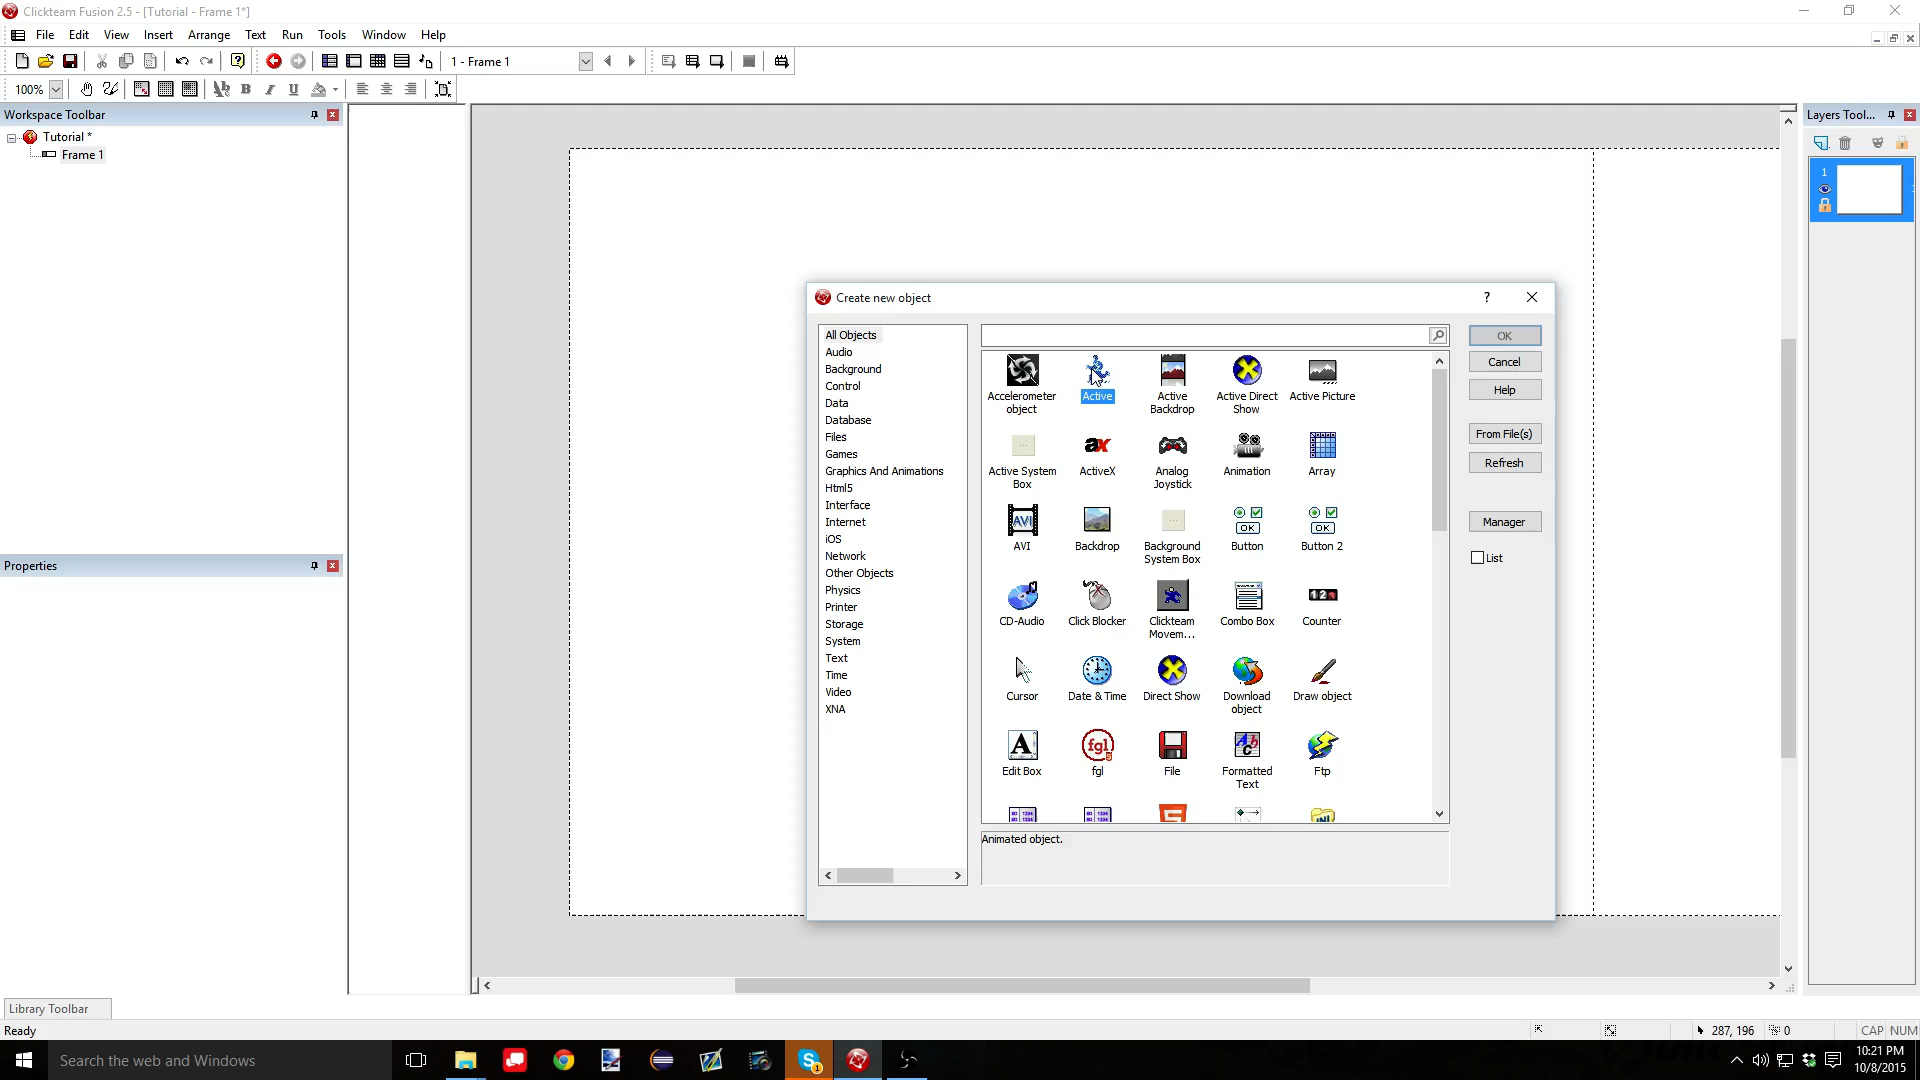 Clickteam Fusion 2.5 - [Tutorial - Frame 1*]
File Edit View Insert Arrange Text Run Tools Window Help
1 - Frame 1
100%
Workspace Toolbar
Layers Tool...
Tutorial *
Frame 1
1
Create new object
All Objects
Audio
Background
Control
Data
Database
Files
Games
Graphics And Animations
Html5
Interface
Internet
iOS
Network
Other Objects
Physics
Printer
Storage
System
Text
Time
Video
XNA
Accelerometer object
Active
Active Backdrop
Active Direct Show
Active Picture
Active System Box
ActiveX
Analog Joystick
Animation
Array
AVI
Backdrop
Background System Box
Button
Button 2
CD-Audio
Click Blocker
Clickteam Movem...
Combo Box
Counter
Cursor
Date & Time
Direct Show
Download object
Draw object
Edit Box
fgl
File
Formatted Text
Ftp
Animated object.
OK
Cancel
Help
From File(s)
Refresh
Manager
List
Properties
Library Toolbar
Ready
287, 196
0
CAP NUM
Search the web and Windows
10:21 PM
10/8/2015